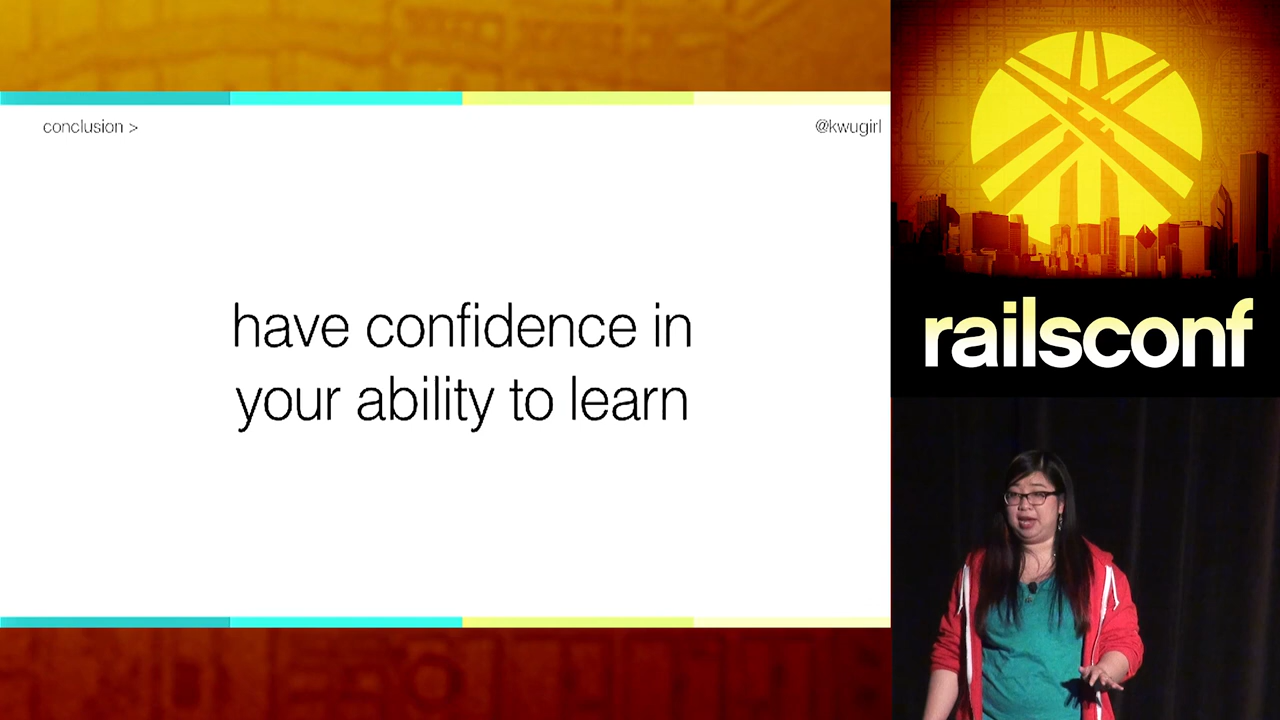 conclusion >
@kwugirl
have confidence in
your ability to learn
railsconf